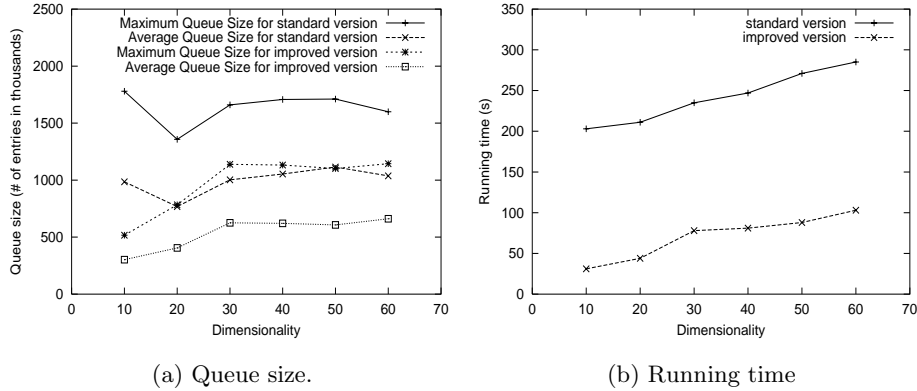 Maximum Queue Size for standard version
Average Queue Size for standard version
Maximum Queue Size for improved version
Average Queue Size for improved version
2500
2000
1500
1000
500
0
Queue size (# of entries in thousands)
0 10 20 30 40 50 60 70
Dimensionality
(a) Queue size.
standard version
improved version
350
300
250
200
150
100
50
0
Running time (s)
0 10 20 30 40 50 60 70
Dimensionality
(b) Running time